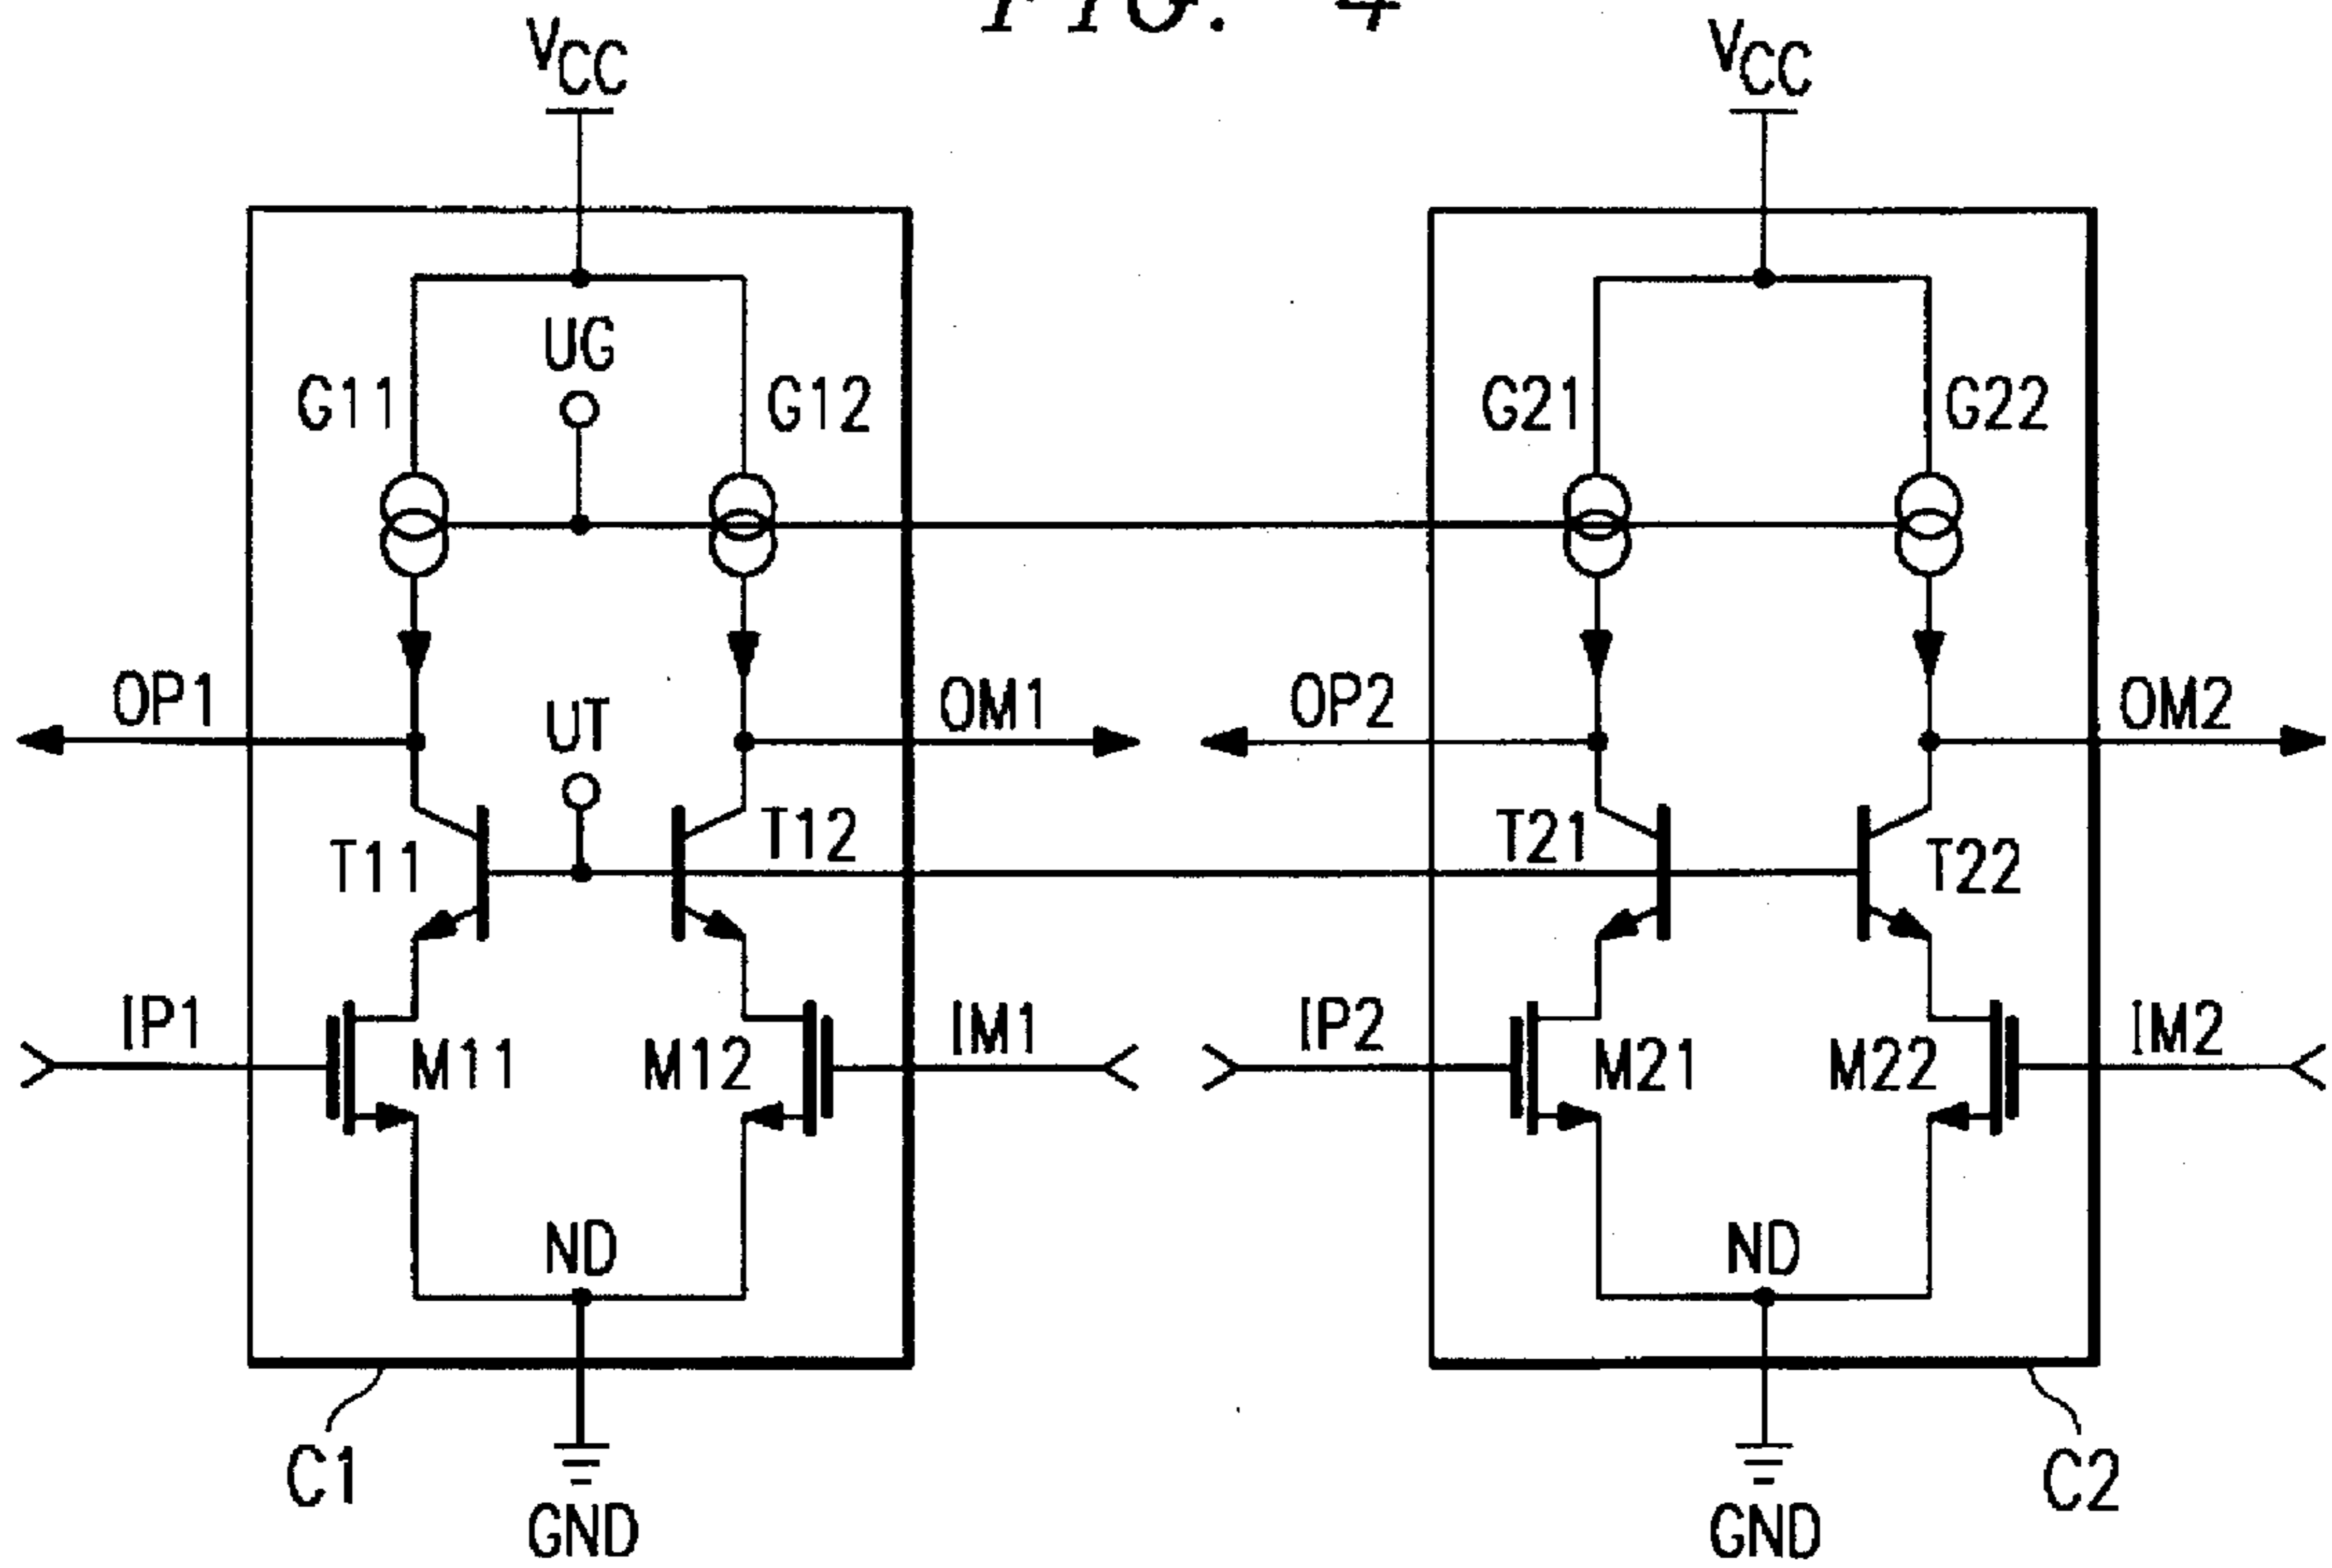 FIG. 4
VCC
VCC
UG
G11
G12
G21
G22
OP1
UT
OM1
OP2
OM2
T11
T12
T21
T22
IP1
M11
M12
IM1
IP2
M21
M22
IM2
ND
ND
C1
C2
GND
GND